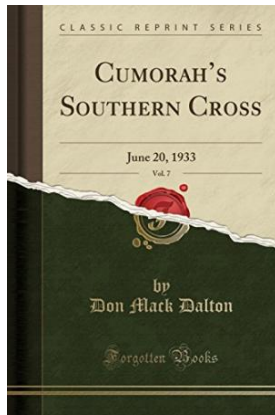 CLASSIC REPRINT SERIES
CUMORAH'S
SOUTHERN CROSS
June 20, 1933
Vol. 7
by
Don Mack Dalton
Forgotten Books